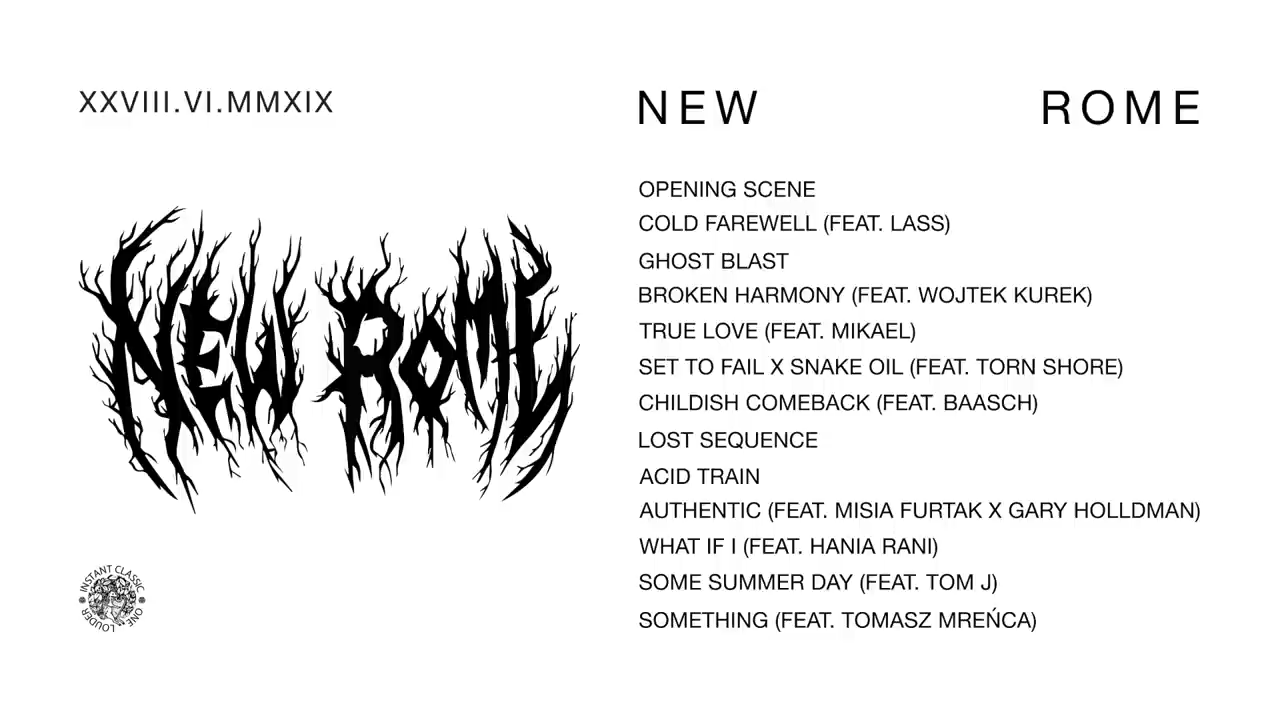 XXVIII.VI.MMXIX
NEW ROME
NEW ROME
INSTANT CLASSIC
ONE LOUDER
OPENING SCENE
COLD FAREWELL (FEAT. LASS)
GHOST BLAST
BROKEN HARMONY (FEAT. WOJTEK KUREK)
TRUE LOVE (FEAT. MIKAEL)
SET TO FAIL X SNAKE OIL (FEAT. TORN SHORE)
CHILDISH COMEBACK (FEAT. BAASCH)
LOST SEQUENCE
ACID TRAIN
AUTHENTIC (FEAT. MISIA FURTAK X GARY HOLLDMAN)
WHAT IF I (FEAT. HANIA RANI)
SOME SUMMER DAY (FEAT. TOM J)
SOMETHING (FEAT. TOMASZ MREŃCA)